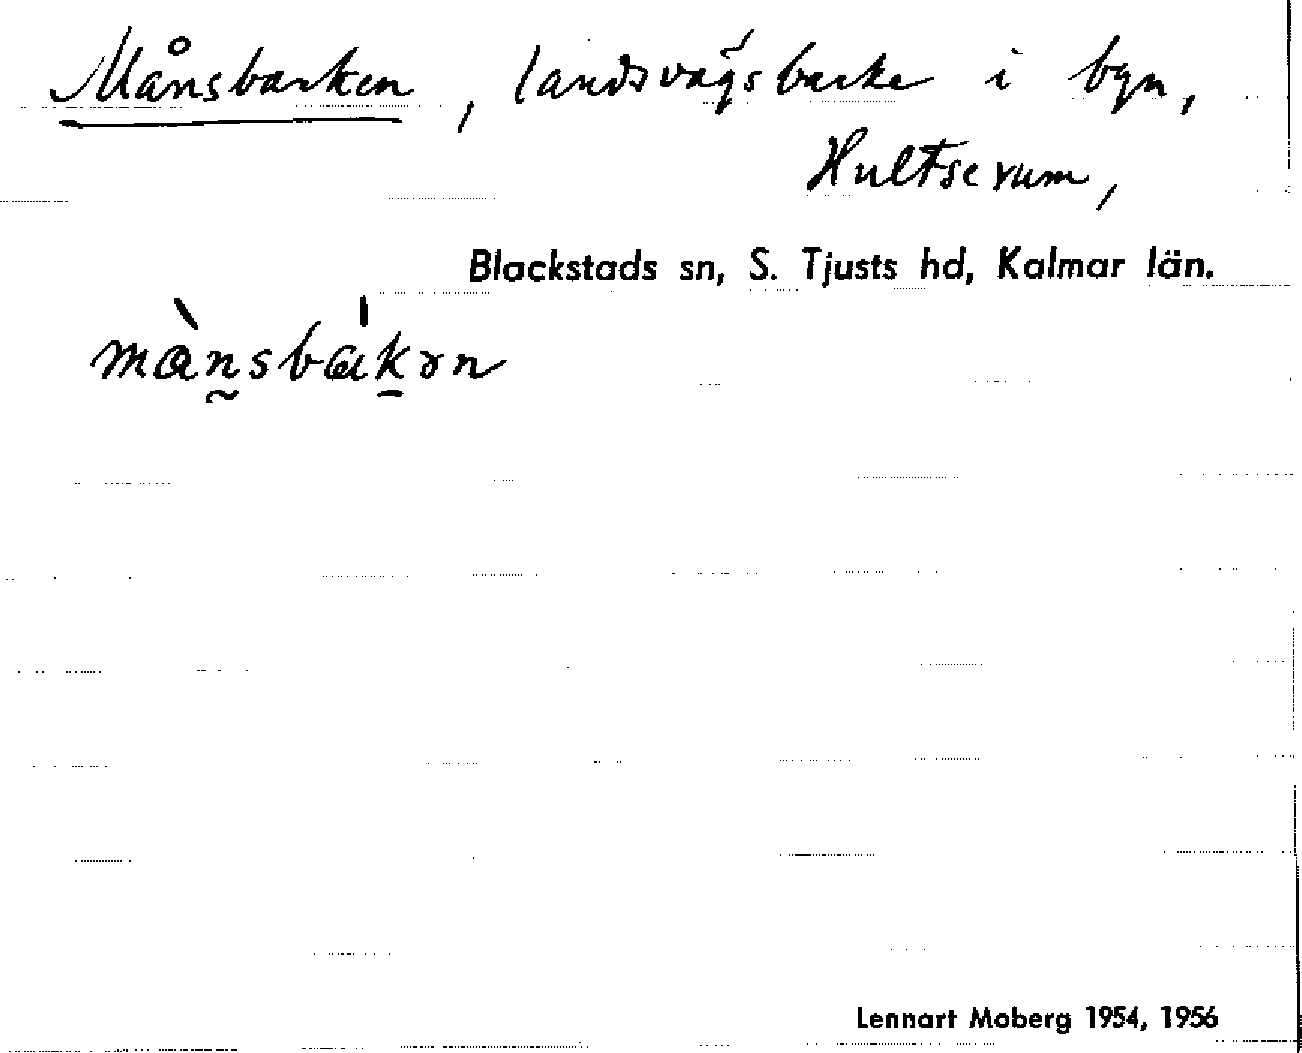 Månsbacken, landsvägsbacke i byn,
Hultserum,
Blackstads sn, S. Tjusts hd, Kalmar län.
Lennart Moberg 1954, 1956